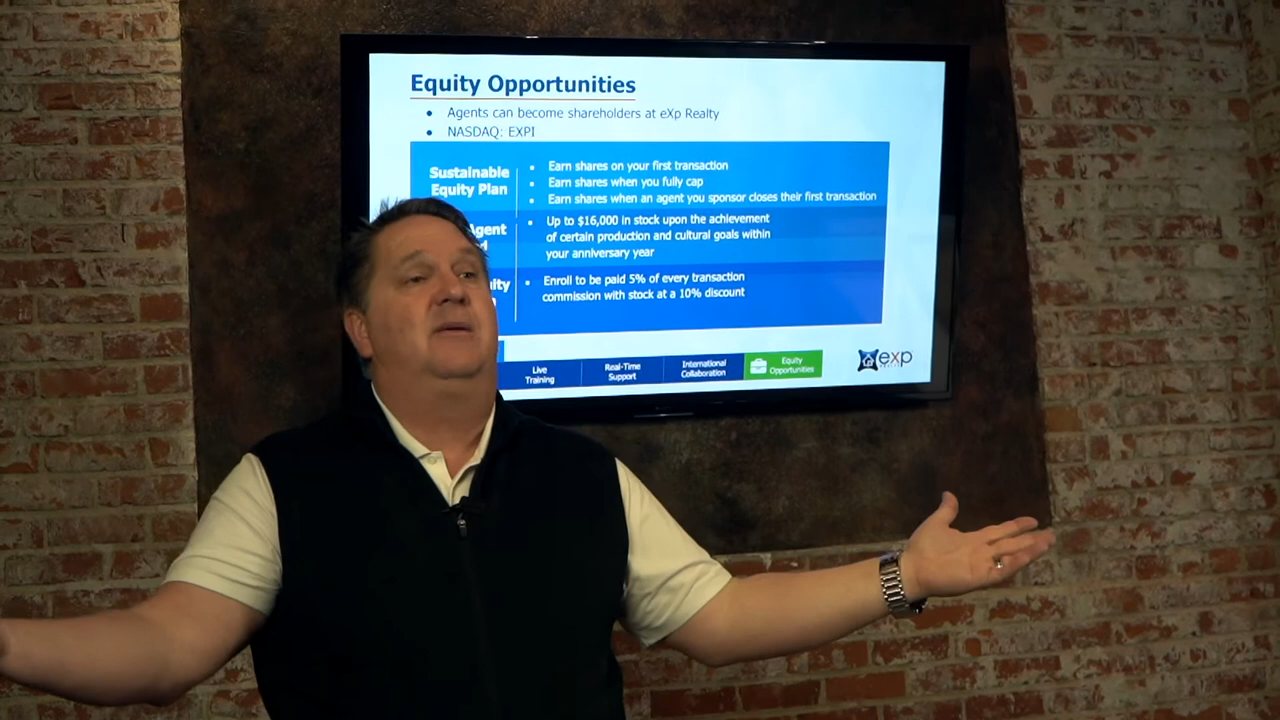 Equity Opportunities
• Agents can become shareholders at eXp Realty
• NASDAQ: EXPI
Sustainable
Equity Plan
▪ Earn shares on your first transaction
▪ Earn shares when you fully cap
▪ Earn shares when an agent you sponsor closes their first transaction
gent
▪ Up to $16,000 in stock upon the achievement
of certain production and cultural goals within
your anniversary year
uity
▪ Enroll to be paid 5% of every transaction
commission with stock at a 10% discount
Live
Training
Real-Time
Support
International
Collaboration
Equity
Opportunities
exp